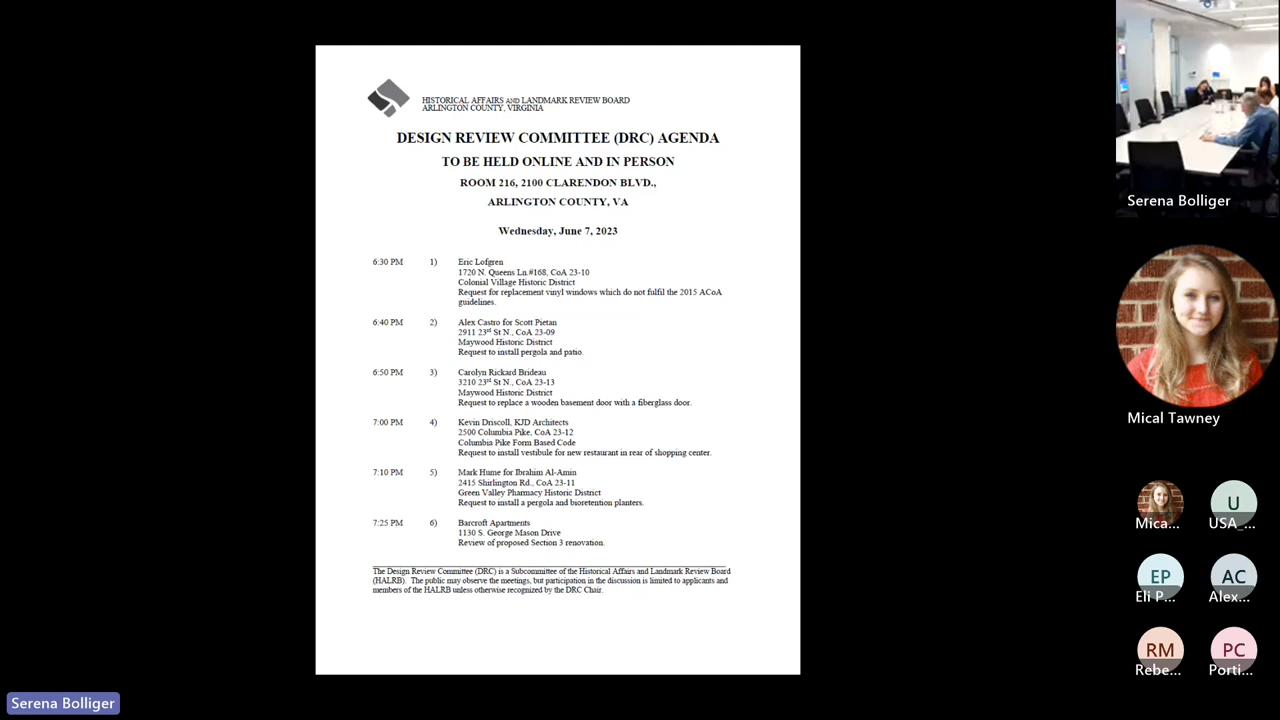 HISTORICAL AFFAIRS AND LANDMARK REVIEW BOARD
ARLINGTON COUNTY, VIRGINIA
DESIGN REVIEW COMMITTEE (DRC) AGENDA
TO BE HELD ONLINE AND IN PERSON
ROOM 216, 2100 CLARENDON BLVD.,
ARLINGTON COUNTY, VA
Wednesday, June 7, 2023
6:30 PM 1) Eric Lofgren
1720 N. Queens Ln.#168, CoA 23-10
Colonial Village Historic District
Request for replacement vinyl windows which do not fulfil the 2015 ACoA
guidelines.
6:40 PM 2) Alex Castro for Scott Pietan
2911 23rd St N., CoA 23-09
Maywood Historic District
Request to install pergola and patio.
6:50 PM 3) Carolyn Rickard Brideau
3210 23rd St N., CoA 23-13
Maywood Historic District
Request to replace a wooden basement door with a fiberglass door.
7:00 PM 4) Kevin Driscoll, KJD Architects
2500 Columbia Pike, CoA 23-12
Columbia Pike Form Based Code
Request to install vestibule for new restaurant in rear of shopping center.
7:10 PM 5) Mark Hume for Ibrahim Al-Amin
2415 Shirlington Rd., CoA 23-11
Green Valley Pharmacy Historic District
Request to install a pergola and bioretention planters.
7:25 PM 6) Barcroft Apartments
1130 S. George Mason Drive
Review of proposed Section 3 renovation.
The Design Review Committee (DRC) is a Subcommittee of the Historical Affairs and Landmark Review Board
(HALRB). The public may observe the meetings, but participation in the discussion is limited to applicants and
members of the HALRB unless otherwise recognized by the DRC Chair.
Serena Bolliger
Mical Tawney
Mica...
U
USA_...
EP
Eli P...
AC
Alex...
RM
Rebe...
PC
Porti...
Serena Bolliger